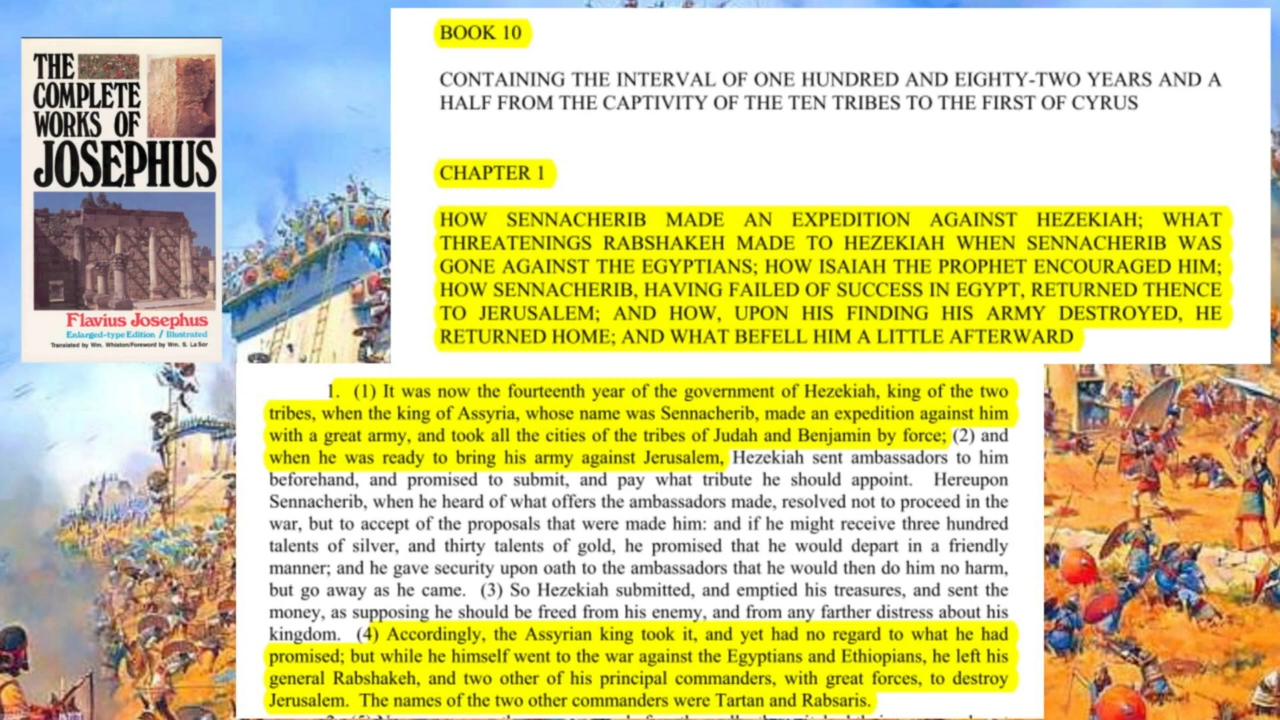 THE
COMPLETE
WORKS OF
JOSEPHUS
Flavius Josephus
Enlarged-type Edition / Illustrated
Translated by Wm. Whiston/Foreword by Wm. S. LaSor
BOOK 10
CONTAINING THE INTERVAL OF ONE HUNDRED AND EIGHTY-TWO YEARS AND A
HALF FROM THE CAPTIVITY OF THE TEN TRIBES TO THE FIRST OF CYRUS
CHAPTER 1
HOW SENNACHERIB MADE AN EXPEDITION AGAINST HEZEKIAH; WHAT
THREATENINGS RABSHAKEH MADE TO HEZEKIAH WHEN SENNACHERIB WAS
GONE AGAINST THE EGYPTIANS; HOW ISAIAH THE PROPHET ENCOURAGED HIM;
HOW SENNACHERIB, HAVING FAILED OF SUCCESS IN EGYPT, RETURNED THENCE
TO JERUSALEM; AND HOW, UPON HIS FINDING HIS ARMY DESTROYED, HE
RETURNED HOME; AND WHAT BEFELL HIM A LITTLE AFTERWARD
1. (1) It was now the fourteenth year of the government of Hezekiah, king of the two
tribes, when the king of Assyria, whose name was Sennacherib, made an expedition against him
with a great army, and took all the cities of the tribes of Judah and Benjamin by force; (2) and
when he was ready to bring his army against Jerusalem, Hezekiah sent ambassadors to him
beforehand, and promised to submit, and pay what tribute he should appoint. Hereupon
Sennacherib, when he heard of what offers the ambassadors made, resolved not to proceed in the
war, but to accept of the proposals that were made him: and if he might receive three hundred
talents of silver, and thirty talents of gold, he promised that he would depart in a friendly
manner; and he gave security upon oath to the ambassadors that he would then do him no harm,
but go away as he came. (3) So Hezekiah submitted, and emptied his treasures, and sent the
money, as supposing he should be freed from his enemy, and from any farther distress about his
kingdom. (4) Accordingly, the Assyrian king took it, and yet had no regard to what he had
promised; but while he himself went to the war against the Egyptians and Ethiopians, he left his
general Rabshakeh, and two other of his principal commanders, with great forces, to destroy
Jerusalem. The names of the two other commanders were Tartan and Rabsaris.